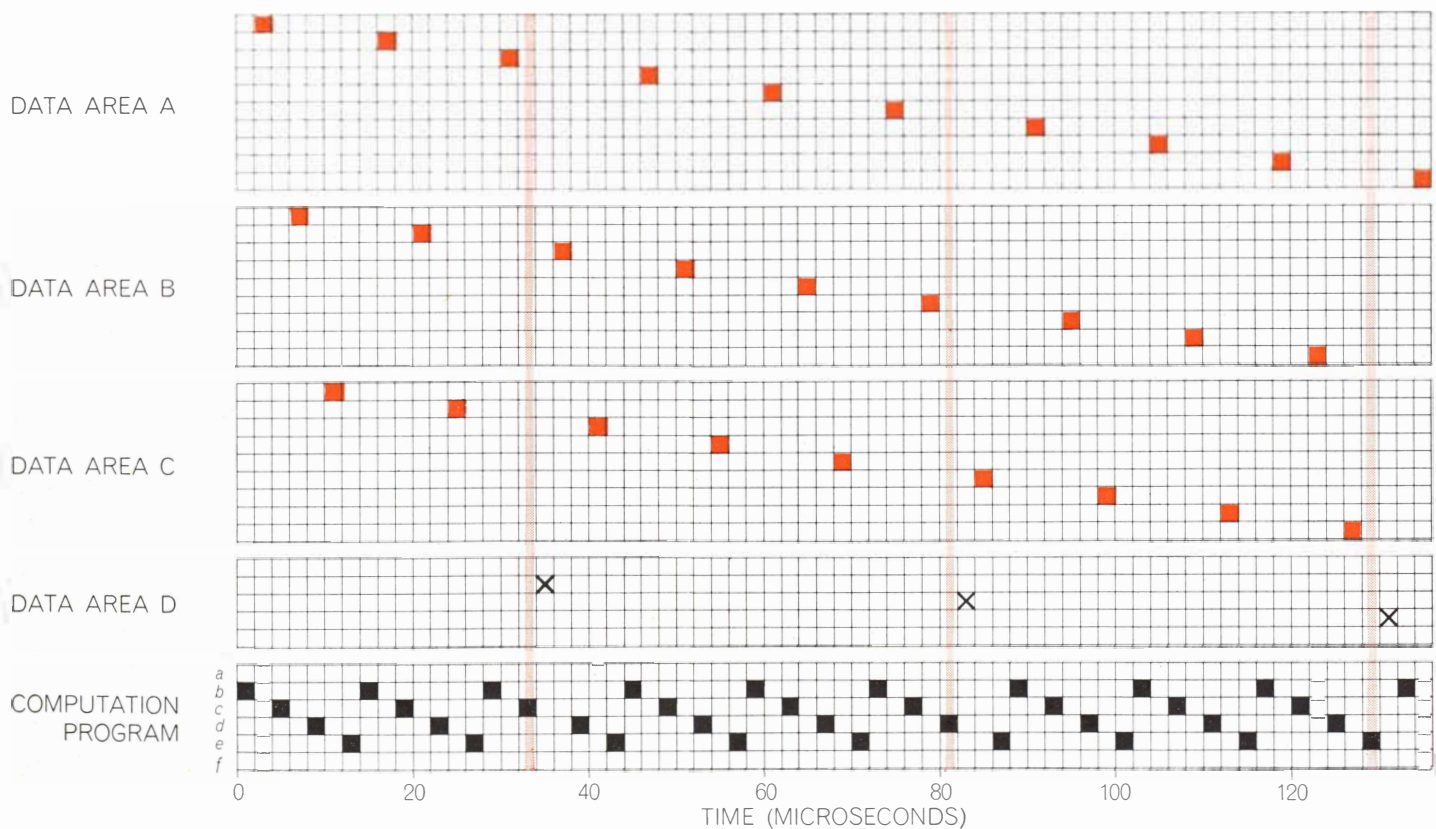 DATA AREA A
DATA AREA B
DATA AREA C
DATA AREA D
COMPUTATION
PROGRAM
a
b
c
d
e
f
0 20 40 60 80 100 120
TIME (MICROSECONDS)